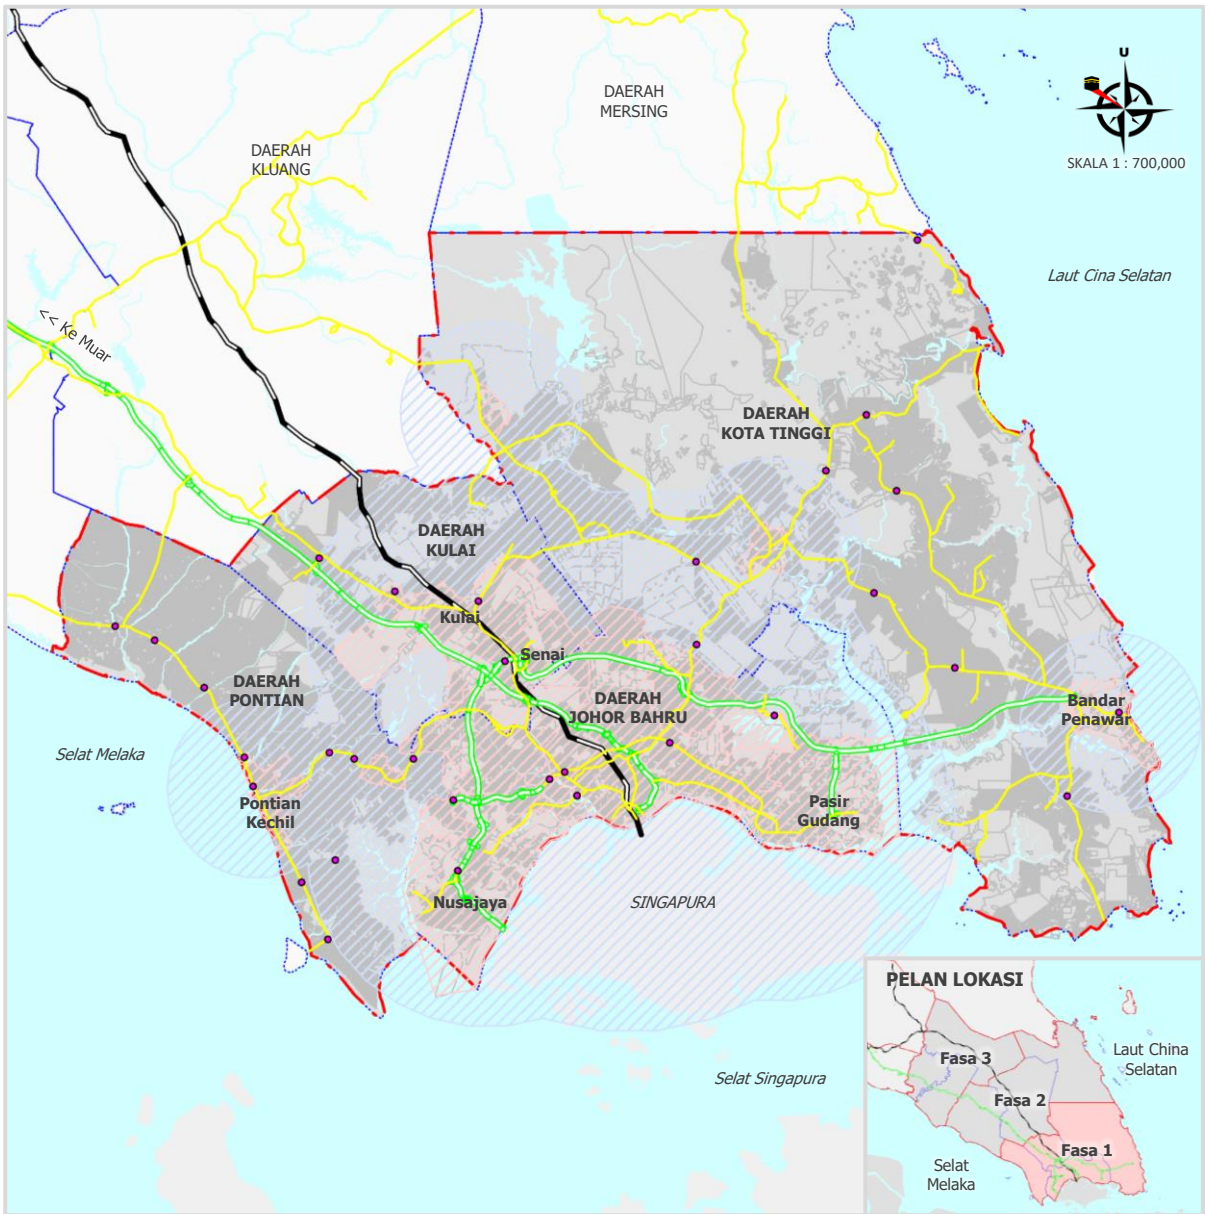 U
SKALA 1 : 700,000
DAERAH
MERSING
DAERAH
KLUANG
Laut Cina Selatan
<< Ke Muar
DAERAH
KOTA TINGGI
DAERAH
KULAI
Kulai
Senai
DAERAH
PONTIAN
DAERAH
JOHOR BAHRU
Bandar
Penawar
Selat Melaka
Pontian
Kechil
Pasir
Gudang
Nusajaya
SINGAPURA
Selat Singapura
PELAN LOKASI
Laut China
Selatan
Fasa 3
Fasa 2
Fasa 1
Selat
Melaka